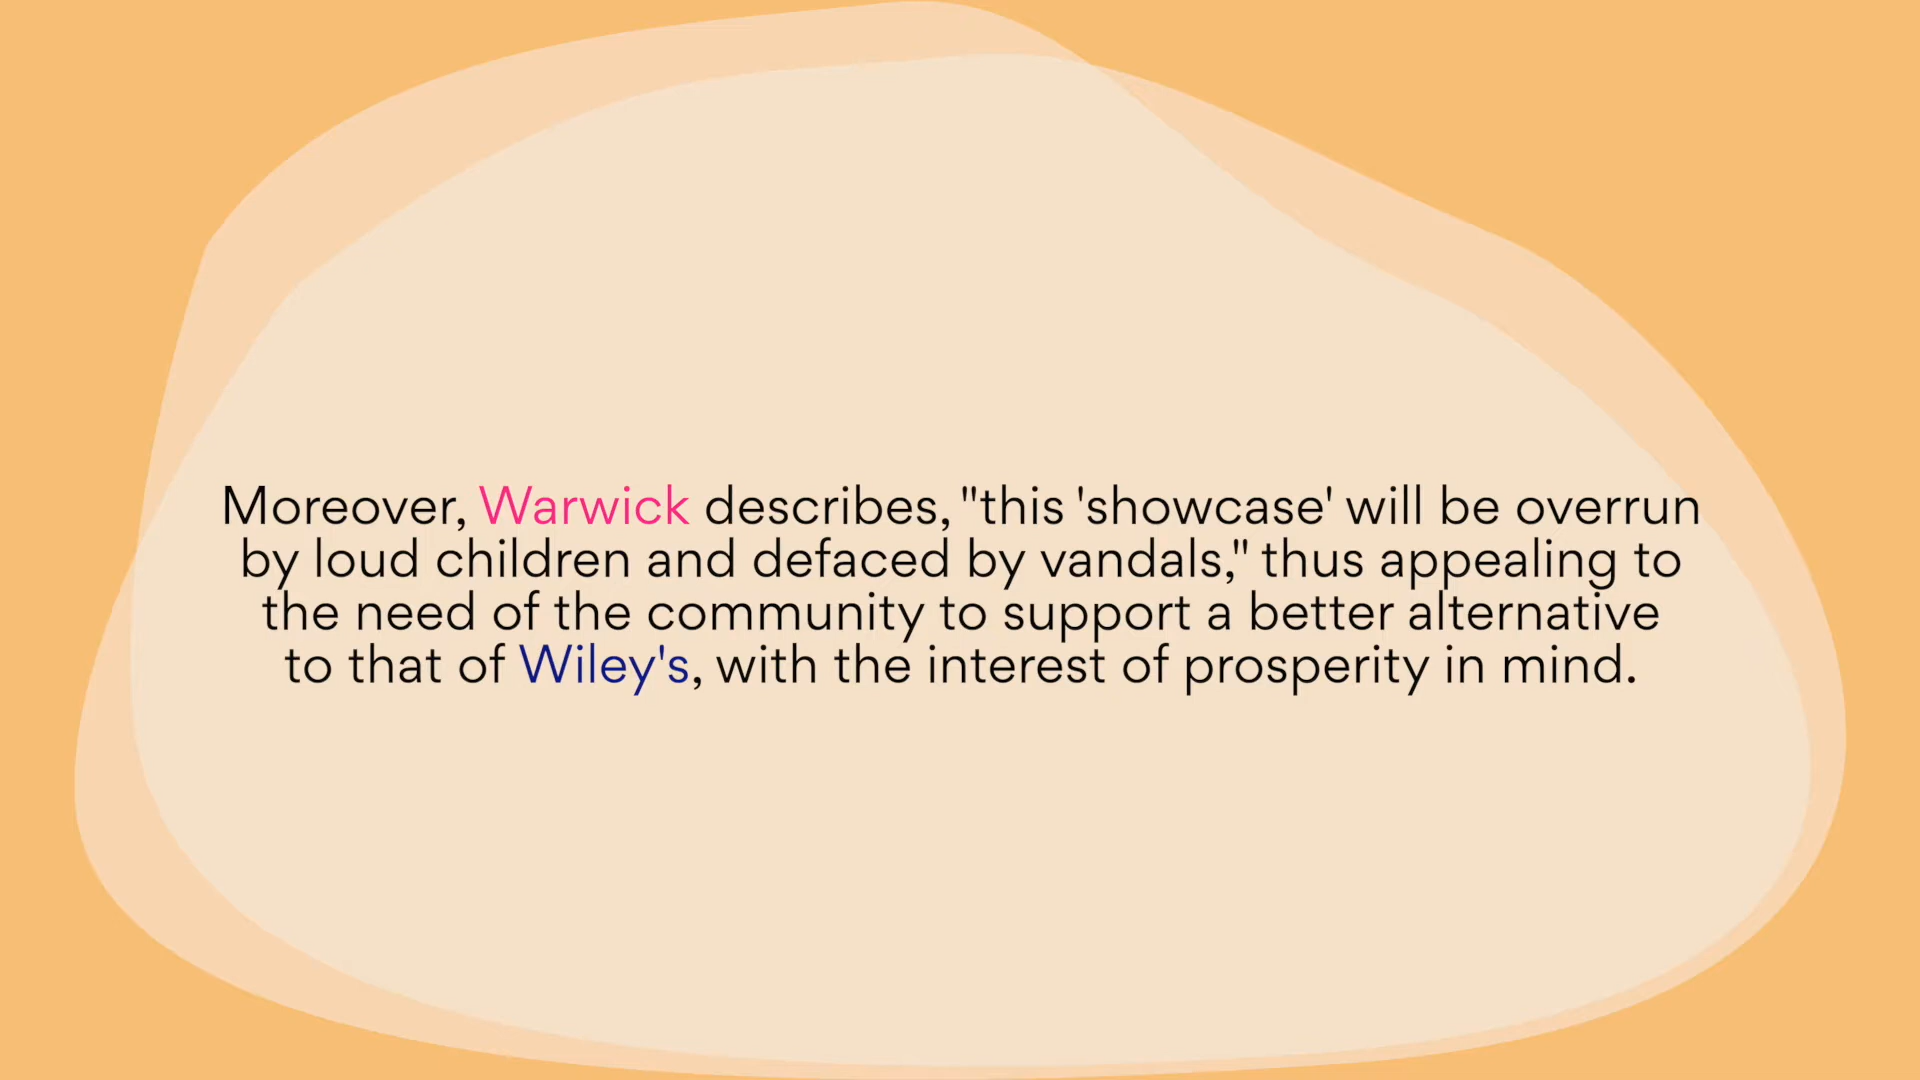 Moreover, Warwick describes, "this 'showcase' will be overrun
by loud children and defaced by vandals," thus appealing to
the need of the community to support a better alternative
to that of Wiley's, with the interest of prosperity in mind.